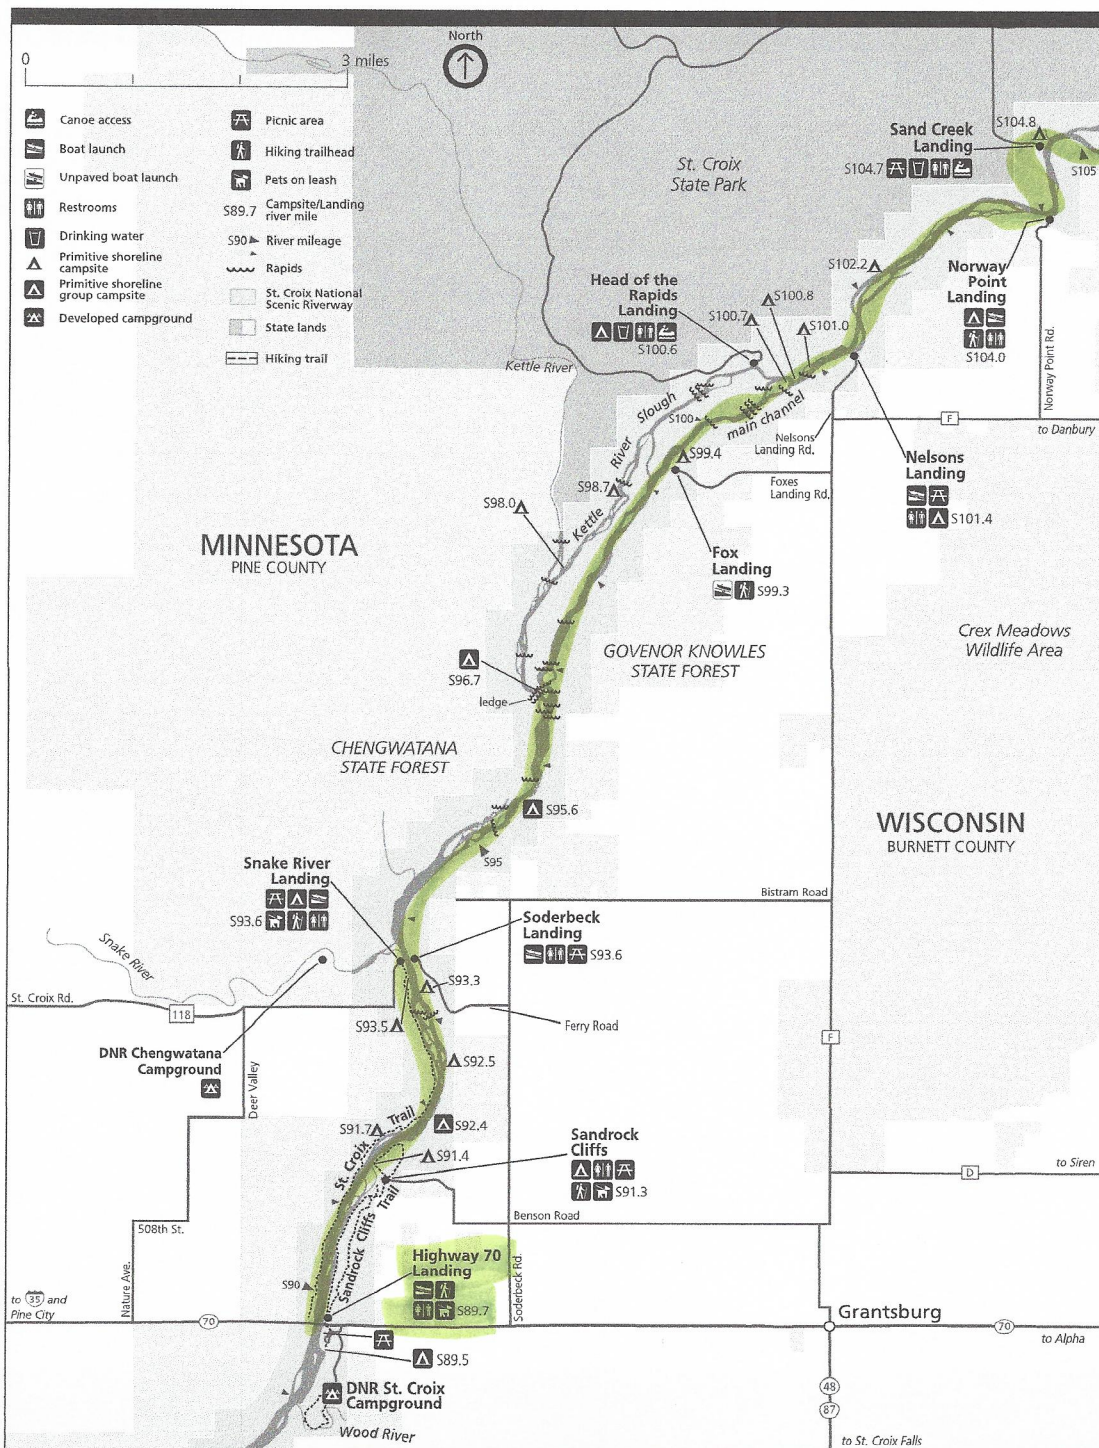 0
3 miles
North
Canoe access
Boat launch
Unpaved boat launch
Restrooms
Drinking water
Primitive shoreline
campsite
Primitive shoreline
group campsite
Developed campground
Picnic area
Hiking trailhead
Pets on leash
S89.7 Campsite/Landing
river mile
S90 River mileage
Rapids
St. Croix National
Scenic Riverway
State lands
Hiking trail
St. Croix
State Park
S104.8
Sand Creek
Landing
S104.7
S105
S102.2
Norway
Point
Landing
S104.0
Norway Point Rd.
Head of the
Rapids
Landing
S100.6
S100.8
S100.7
S101.0
Kettle River
Kettle River Slough
S100
main channel
Nelsons
Landing Rd.
F
to Danbury
S99.4
Foxes
Landing Rd.
Nelsons
Landing
S101.4
S98.7
S98.0
MINNESOTA
PINE COUNTY
Fox
Landing
S99.3
GOVENOR KNOWLES
STATE FOREST
Crex Meadows
Wildlife Area
S96.7
ledge
CHENGWATANA
STATE FOREST
S95.6
WISCONSIN
BURNETT COUNTY
S95
Snake River
Landing
S93.6
Bistram Road
Soderbeck
Landing
S93.6
Snake River
S93.3
St. Croix Rd.
118
S93.5
Ferry Road
F
DNR Chengwatana
Campground
Deer Valley
S92.5
S92.4
S91.7
St. Croix Trail
S91.4
Sandrock
Cliffs
S91.3
to Siren
D
Sandrock Cliffs Trail
Benson Road
508th St.
Nature Ave.
Highway 70
Landing
S89.7
Soderbeck Rd.
S90
to 35 and
Pine City
70
Grantsburg
70
to Alpha
S89.5
DNR St. Croix
Campground
48
87
Wood River
to St. Croix Falls